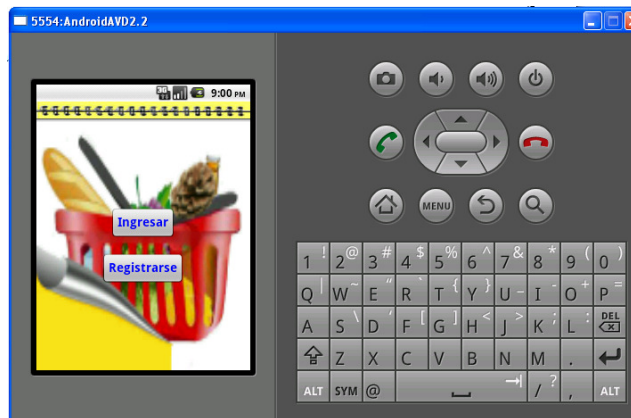 5554:AndroidAVD2.2
3G 9:00 PM
Ingresar
Registrarse
MENU
1 ! 2 @ 3 # 4 $ 5 % 6 ^ 7 & 8 * 9 ( 0 )
Q | W ~ E " R ` T { Y } U - I - O + P =
A S \ D ' F [ G ] H < J > K ; L : DEL
Z X C V B N M .
ALT SYM @ / ? , ALT